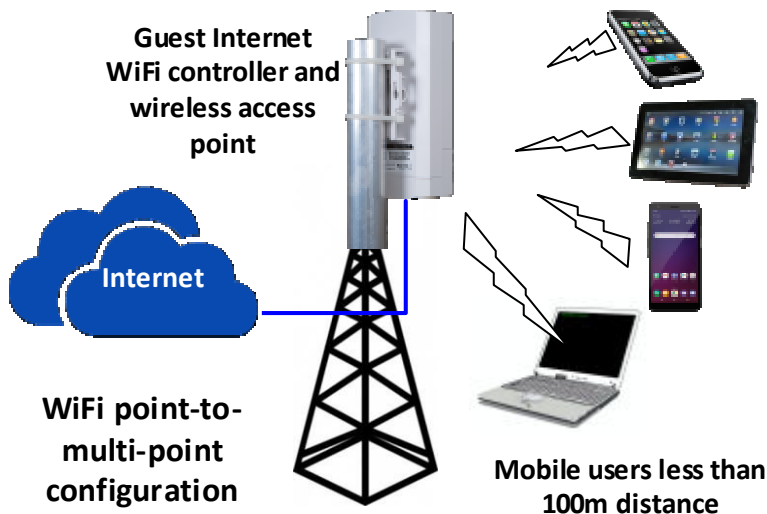 Guest Internet
WiFi controller and
wireless access
point
Internet
WiFi point-to-
multi-point
configuration
Mobile users less than
100m distance